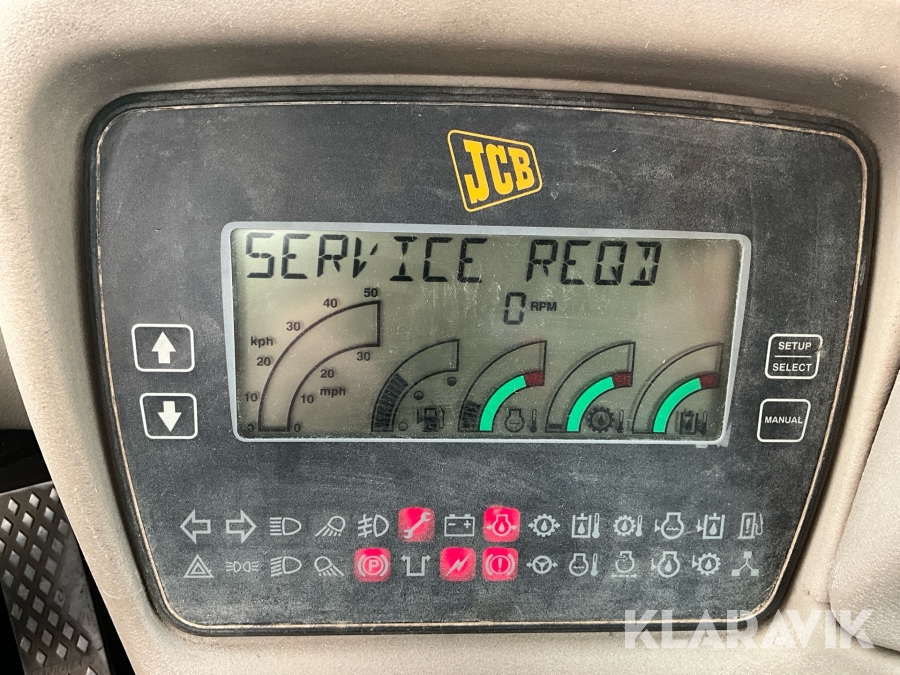 JCB
SERVICE REQD
0 RPM
50
40
30
kph
20
10
0
30
20
mph
10
0
SETUP
SELECT
MANUAL
P
KLARAVIK